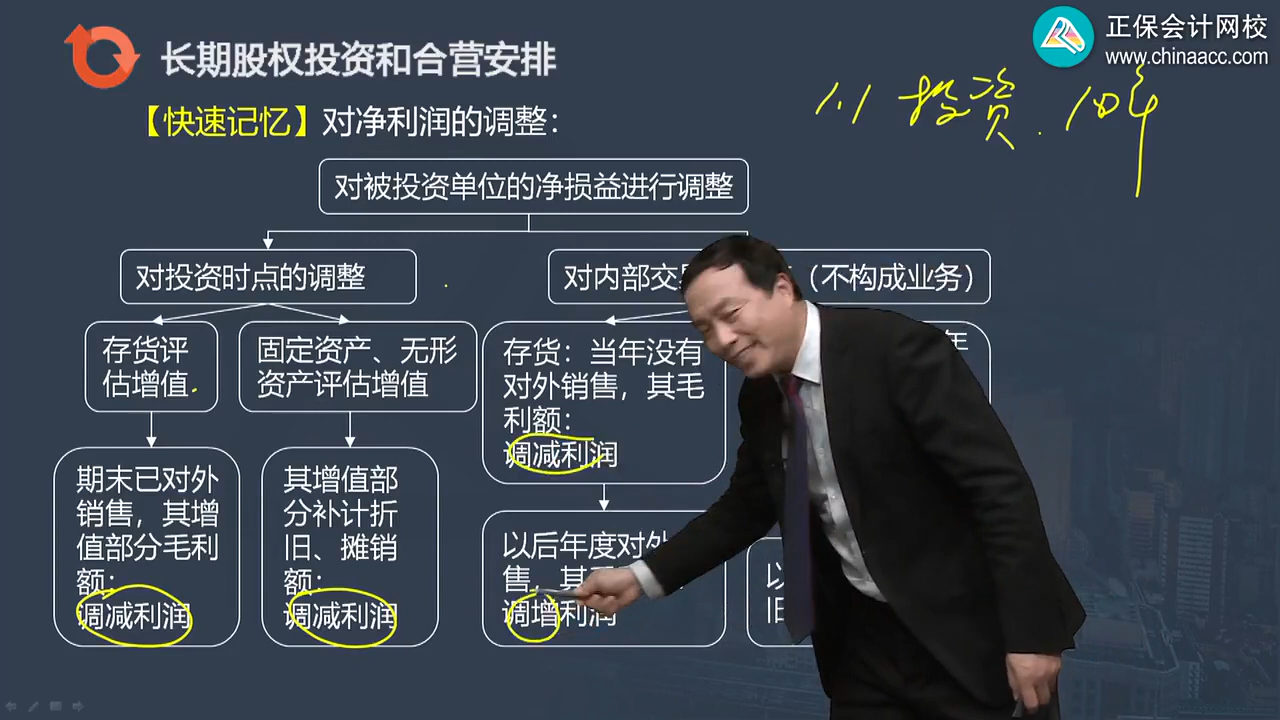 长期股权投资和合营安排
正保会计网校
www.chinaacc.com
【快速记忆】对净利润的调整：
投资
对被投资单位的净损益进行调整
对投资时点的调整
对内部交
（不构成业务）
存货评
估增值
固定资产、无形
资产评估增值
存货：当年没有
对外销售，其毛
利额：
调减利润
年
期末已对外
销售，其增
值部分毛利
额：
调减利润
其增值部
分补计折
旧、摊销
额：
调减利润
以后年度对外
售，其
调增利润
旧